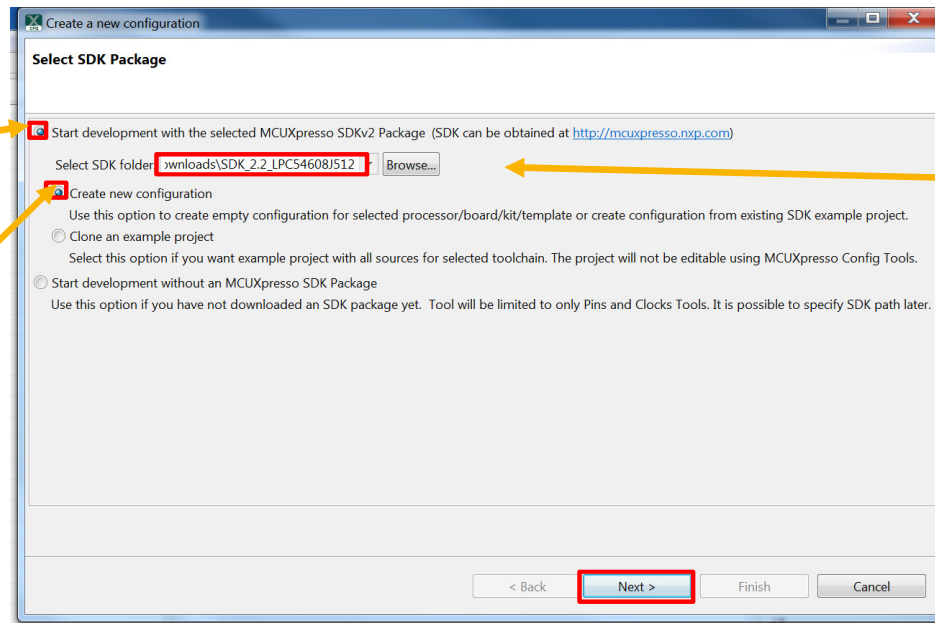 Create a new configuration
Select SDK Package
Start development with the selected MCUXpresso SDKv2 Package (SDK can be obtained at http://mcuxpresso.nxp.com)
Select SDK folder ownloads\SDK_2.2_LPC54608J512 Browse...
Create new configuration
Use this option to create empty configuration for selected processor/board/kit/template or create configuration from existing SDK example project.
Clone an example project
Select this option if you want example project with all sources for selected toolchain. The project will not be editable using MCUXpresso Config Tools.
Start development without an MCUXpresso SDK Package
Use this option if you have not downloaded an SDK package yet. Tool will be limited to only Pins and Clocks Tools. It is possible to specify SDK path later.
< Back Next > Finish Cancel